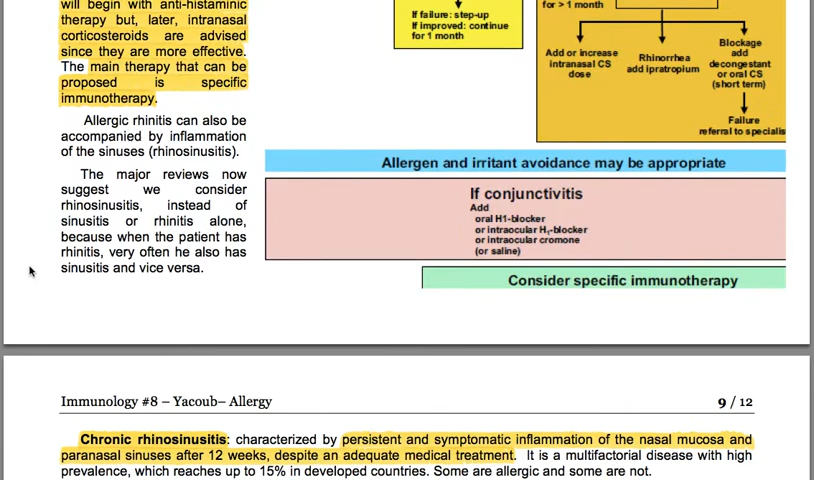 will begin with anti-histaminic
therapy but, later, intranasal
corticosteroids are advised
since they are more effective.
The main therapy that can be
proposed is specific
immunotherapy.
Allergic rhinitis can also be
accompanied by inflammation
of the sinuses (rhinosinusitis).
The major reviews now
suggest we consider
rhinosinusitis, instead of
sinusitis or rhinitis alone,
because when the patient has
rhinitis, very often he also has
sinusitis and vice versa.
If failure: step-up
If improved: continue
for 1 month
for > 1 month
Add or increase
intranasal CS
dose
Rhinorrhea
add ipratropium
Blockage
add
decongestant
or oral CS
(short term)
Failure
referral to specialis
Allergen and irritant avoidance may be appropriate
If conjunctivitis
Add
oral H1-blocker
or intraocular H₁-blocker
or intraocular cromone
(or saline)
Consider specific immunotherapy
Immunology #8 – Yacoub– Allergy
9 / 12
Chronic rhinosinusitis: characterized by persistent and symptomatic inflammation of the nasal mucosa and
paranasal sinuses after 12 weeks, despite an adequate medical treatment. It is a multifactorial disease with high
prevalence, which reaches up to 15% in developed countries. Some are allergic and some are not.